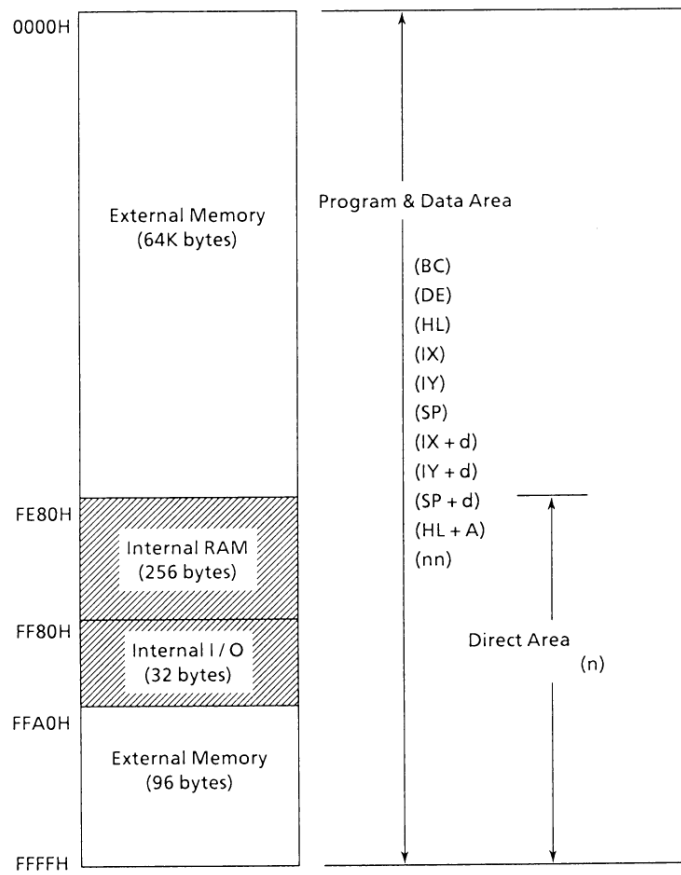 0000H
External Memory
(64K bytes)
Program & Data Area
(BC)
(DE)
(HL)
(IX)
(IY)
(SP)
(IX + d)
(IY + d)
(SP + d)
(HL + A)
(nn)
FE80H
Internal RAM
(256 bytes)
FF80H
Internal I / O
(32 bytes)
Direct Area
(n)
FFA0H
External Memory
(96 bytes)
FFFFH